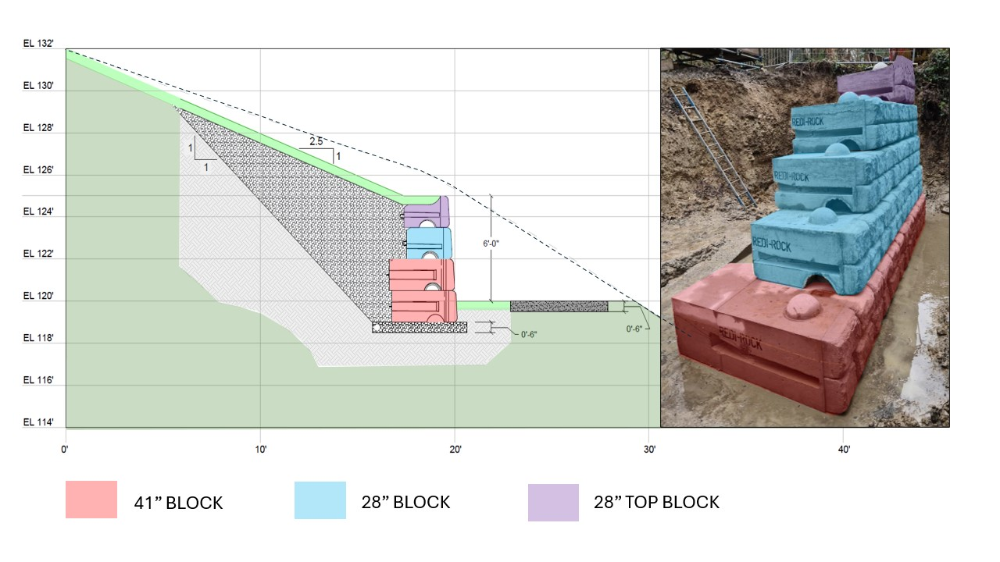 EL 132'
EL 130'
EL 128'
EL 126'
EL 124'
EL 122'
EL 120'
EL 118'
EL 116'
EL 114'
1
1
2.5
1
6'-0"
0'-6"
0'-6"
REDI-ROCK
REDI-ROCK
REDI-ROCK
REDI-ROCK
0'
10'
20'
30'
40'
41” BLOCK
28” BLOCK
28” TOP BLOCK